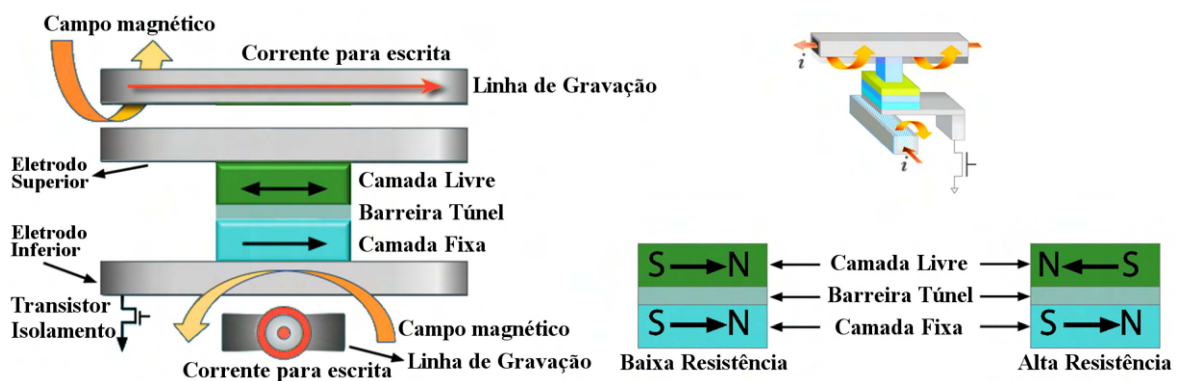 Campo magnético
Corrente para escrita
Linha de Gravação
Eletrodo
Superior
Camada Livre
Barreira Túnel
Camada Fixa
Eletrodo
Inferior
Transistor
Isolamento
Campo magnético
Linha de Gravação
Corrente para escrita
i
i
S N
N S
Camada Livre
Barreira Túnel
Camada Fixa
S N
S N
Baixa Resistência
Alta Resistência